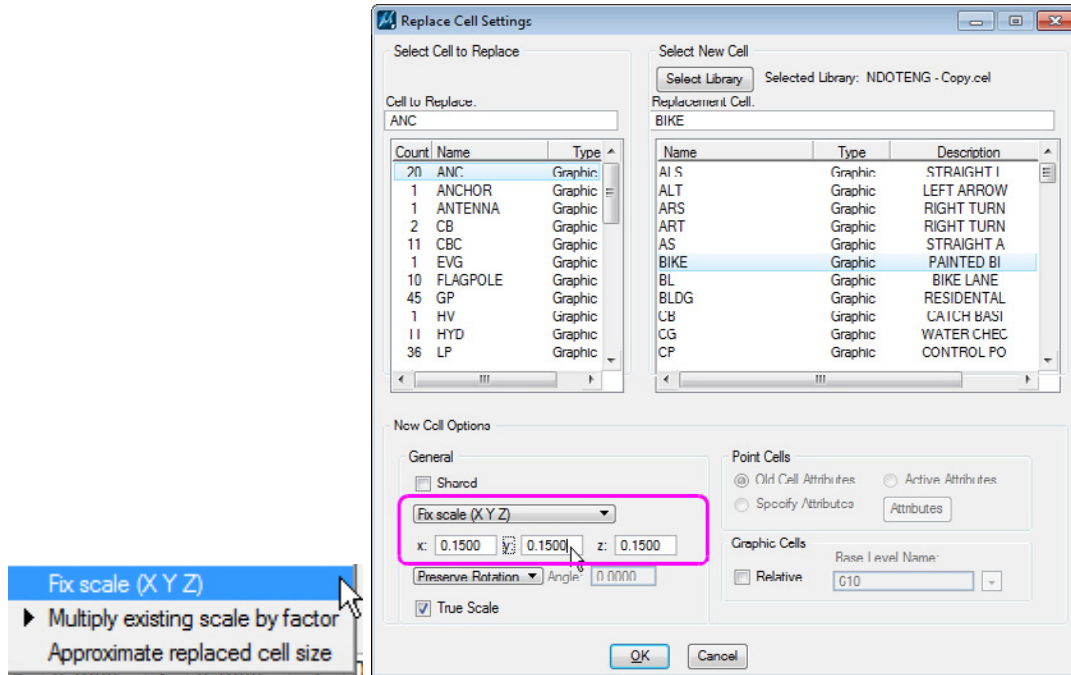 Replace Cell Settings
Select Cell to Replace
Cell to Replace:
ANC
Count Name Type
20 ANC Graphic
1 ANCHOR Graphic
1 ANTENNA Graphic
2 CB Graphic
11 CBC Graphic
1 EVG Graphic
10 FLAGPOLE Graphic
45 GP Graphic
1 HV Graphic
11 HYD Graphic
36 LP Graphic
Select New Cell
Select Library Selected Library: NDOTENG - Copy.cel
Replacement Cell:
BIKE
Name Type Description
ALS Graphic STRAIGHT L
ALT Graphic LEFT ARROW
ARS Graphic RIGHT TURN
ART Graphic RIGHT TURN
AS Graphic STRAIGHT A
BIKE Graphic PAINTED BI
BL Graphic BIKE LANE
BLDG Graphic RESIDENTAL
CB Graphic CATCH BASI
CG Graphic WATER CHEC
CP Graphic CONTROL PO
New Cell Options
General
Shared
Fix scale (X Y Z)
x: 0.1500 y: 0.1500 z: 0.1500
Preserve Rotation Angle: 0.0000
True Scale
Point Cells
Old Cell Attributes Active Attributes
Specify Attributes Attributes
Graphic Cells
Base Level Name:
Relative G10
OK Cancel
Fix scale (X Y Z)
Multiply existing scale by factor
Approximate replaced cell size